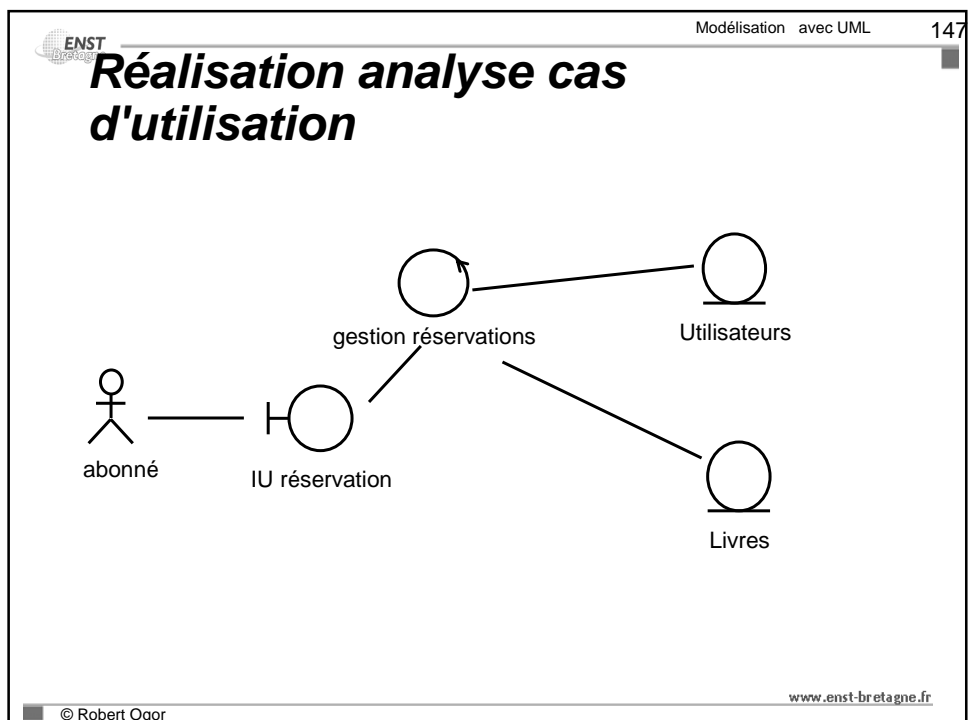 Modélisation avec UML
147
ENST
Bretagne
Réalisation analyse cas
d'utilisation
gestion réservations
Utilisateurs
abonné
IU réservation
Livres
www.enst-bretagne.fr
© Robert Ogor